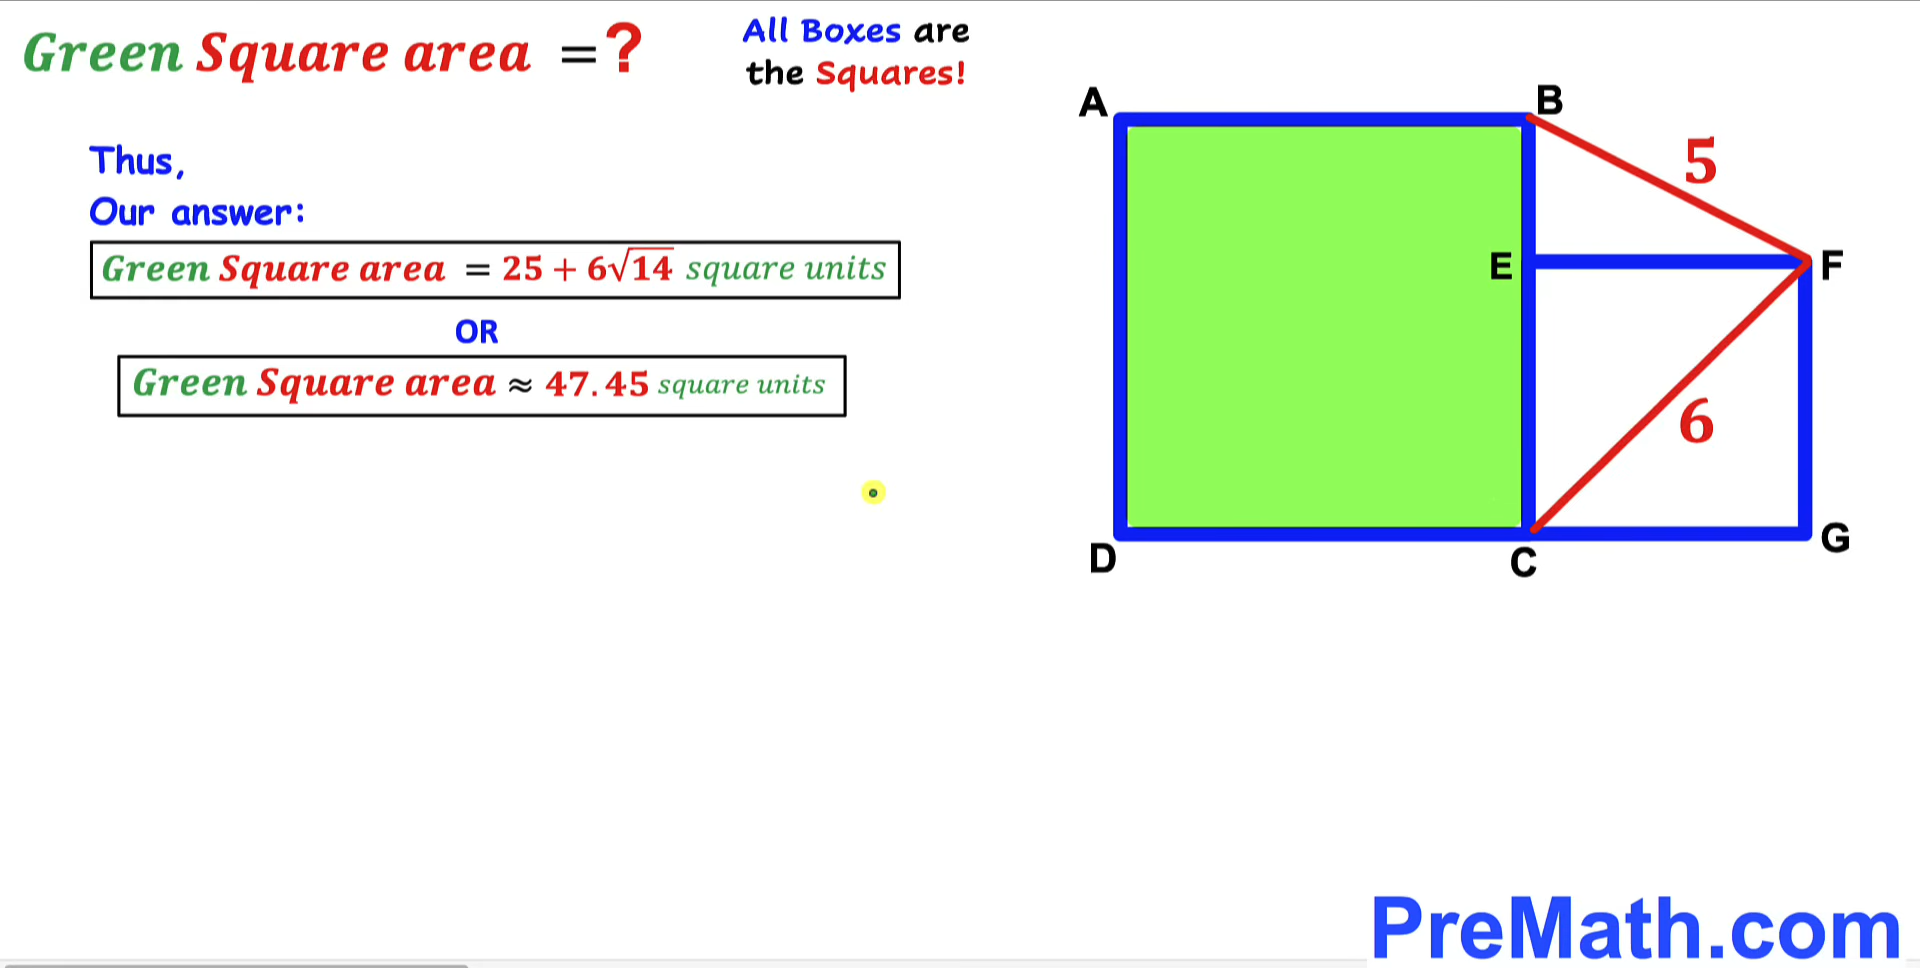 Green Square area =?
All Boxes are
the Squares!
Thus,
Our answer:
Green Square area = 25 + 6√14 square units
OR
Green Square area ≈ 47.45 square units
A
B
5
E
F
6
D
C
G
PreMath.com